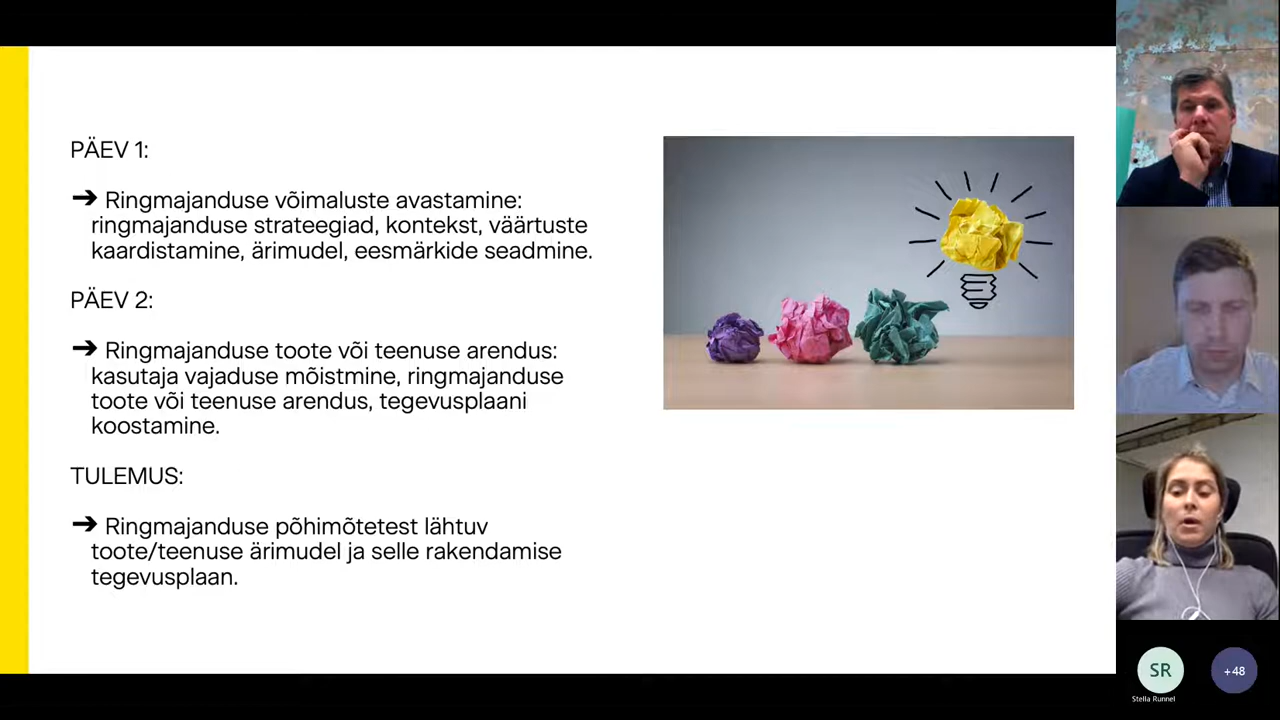 PÄEV 1:
➔ Ringmajanduse võimaluste avastamine:
ringmajanduse strateegiad, kontekst, väärtuste
kaardistamine, ärimudel, eesmärkide seadmine.
PÄEV 2:
➔ Ringmajanduse toote või teenuse arendus:
kasutaja vajaduse mõistmine, ringmajanduse
toote või teenuse arendus, tegevusplaani
koostamine.
TULEMUS:
➔ Ringmajanduse põhimõtetest lähtuv
toote/teenuse ärimudel ja selle rakendamise
tegevusplaan.
SR
Stella Runnel
+48